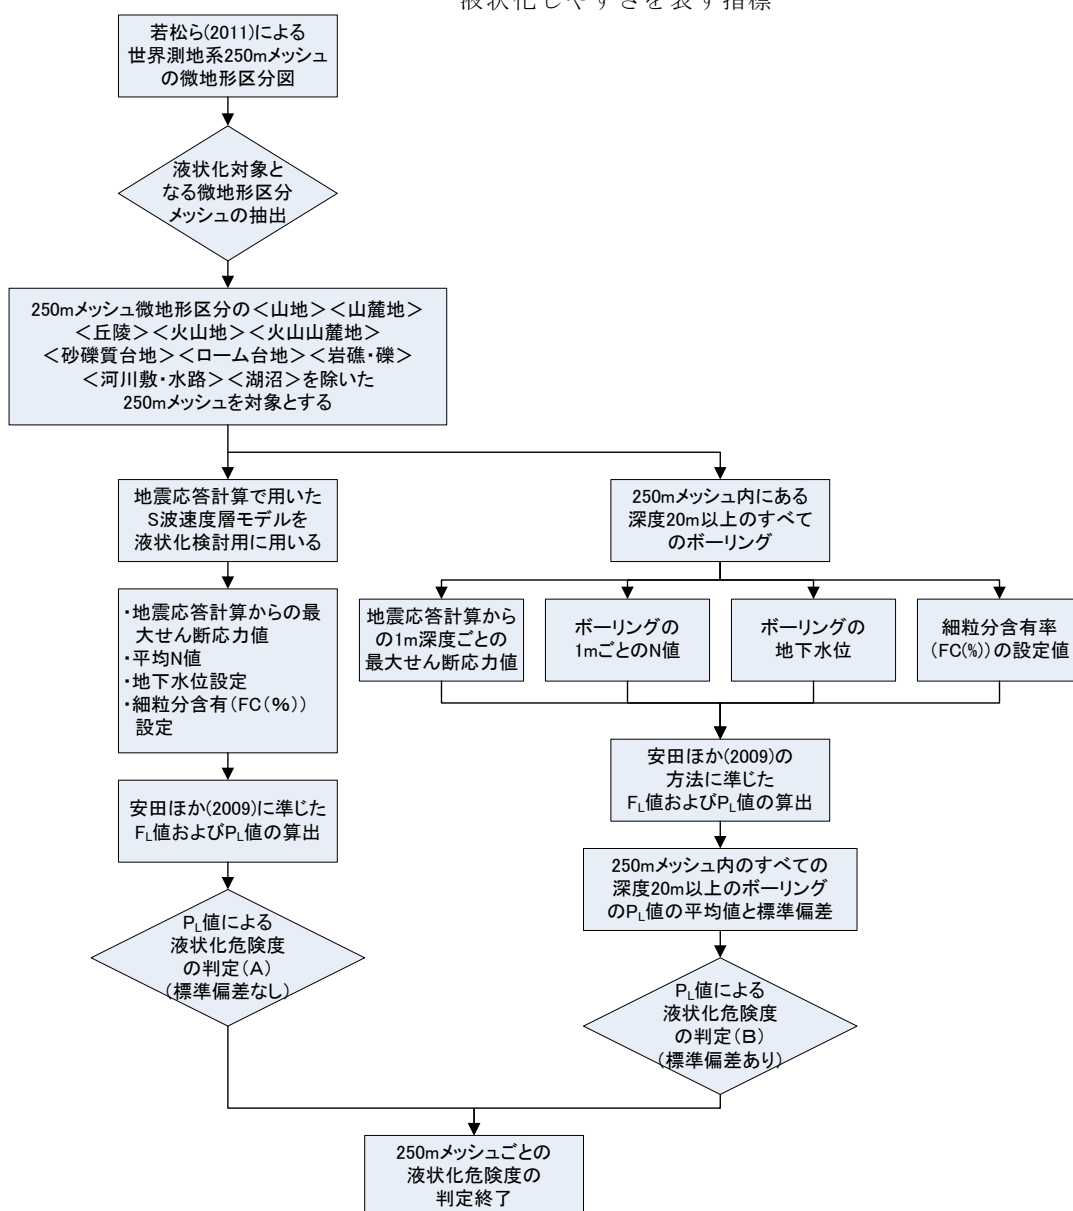 液状化しやすさを表す指標
若松ら(2011)による
世界測地系250mメッシュ
の微地形区分図
液状化対象と
なる微地形区分
メッシュの抽出
250mメッシュ微地形区分の＜山地＞＜山麓地＞
＜丘陵＞＜火山地＞＜火山山麓地＞
＜砂礫質台地＞＜ローム台地＞＜岩礁・礫＞
＜河川敷・水路＞＜湖沼＞を除いた
250mメッシュを対象とする
地震応答計算で用いた
S波速度層モデルを
液状化検討用に用いる
・地震応答計算からの最
大せん断応力値
・平均N値
・地下水位設定
・細粒分含有(FC(％))
設定
安田ほか(2009)に準じた
FL値およびPL値の算出
PL値による
液状化危険度
の判定(A)
(標準偏差なし)
250mメッシュ内にある
深度20m以上のすべて
のボーリング
地震応答計算から
の1m深度ごとの
最大せん断応力値
ボーリングの
1mごとのN値
ボーリングの
地下水位
細粒分含有率
(FC(%))の設定値
安田ほか(2009)の
方法に準じた
FL値およびPL値の算出
250mメッシュ内のすべての
深度20m以上のボーリング
のPL値の平均値と標準偏差
PL値による
液状化危険度
の判定(B)
(標準偏差あり)
250mメッシュごとの
液状化危険度の
判定終了